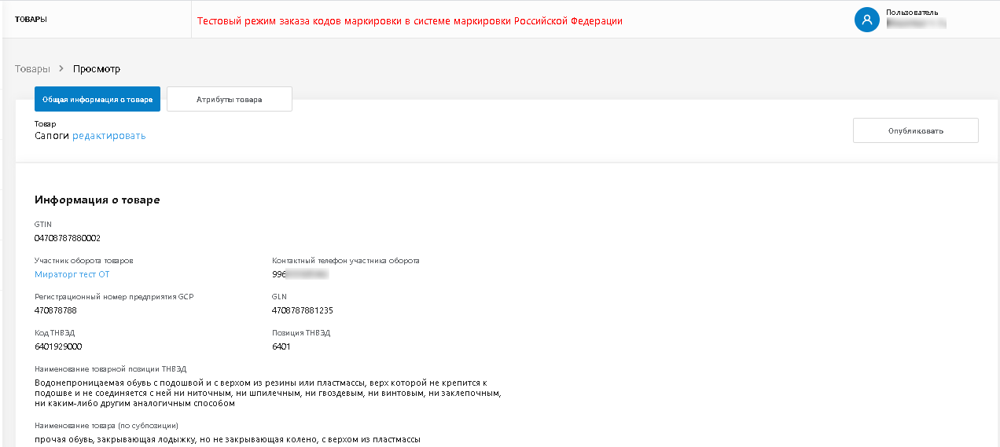 ТОВАРЫ
Тестовый режим заказа кодов маркировки в системе маркировки Российской Федерации
Пользователь
Товары > Просмотр
Общая информация о товаре
Атрибуты товара
Товар
Сапоги редактировать
Опубликовать
Информация о товаре
GTIN
04708787880002
Участник оборота товаров
Контактный телефон участника оборота
Мираторг тест ОТ
996
Регистрационный номер предприятия GCP
GLN
470878788
4708787881235
Код ТНВЭД
Позиция ТНВЭД
6401929000
6401
Наименование товарной позиции ТНВЭД
Водонепроницаемая обувь с подошвой и с верхом из резины или пластмассы, верх которой не крепится к
подошве и не соединяется с ней ни ниточным, ни шпилечным, ни гвоздевым, ни винтовым, ни заклепочным,
ни каким-либо другим аналогичным способом
Наименование товара (по субпозиции)
прочая обувь, закрывающая лодыжку, но не закрывающая колено, с верхом из пластмассы